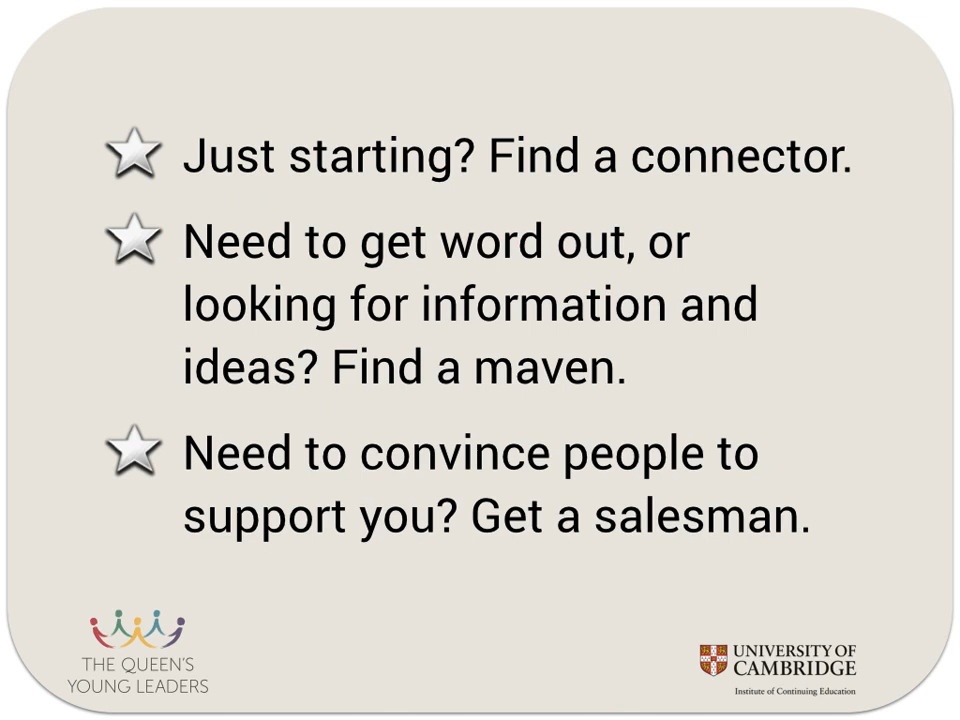 Just starting? Find a connector.
Need to get word out, or
looking for information and
ideas? Find a maven.
Need to convince people to
support you? Get a salesman.
THE QUEEN'S
YOUNG LEADERS
UNIVERSITY OF
CAMBRIDGE
Institute of Continuing Education